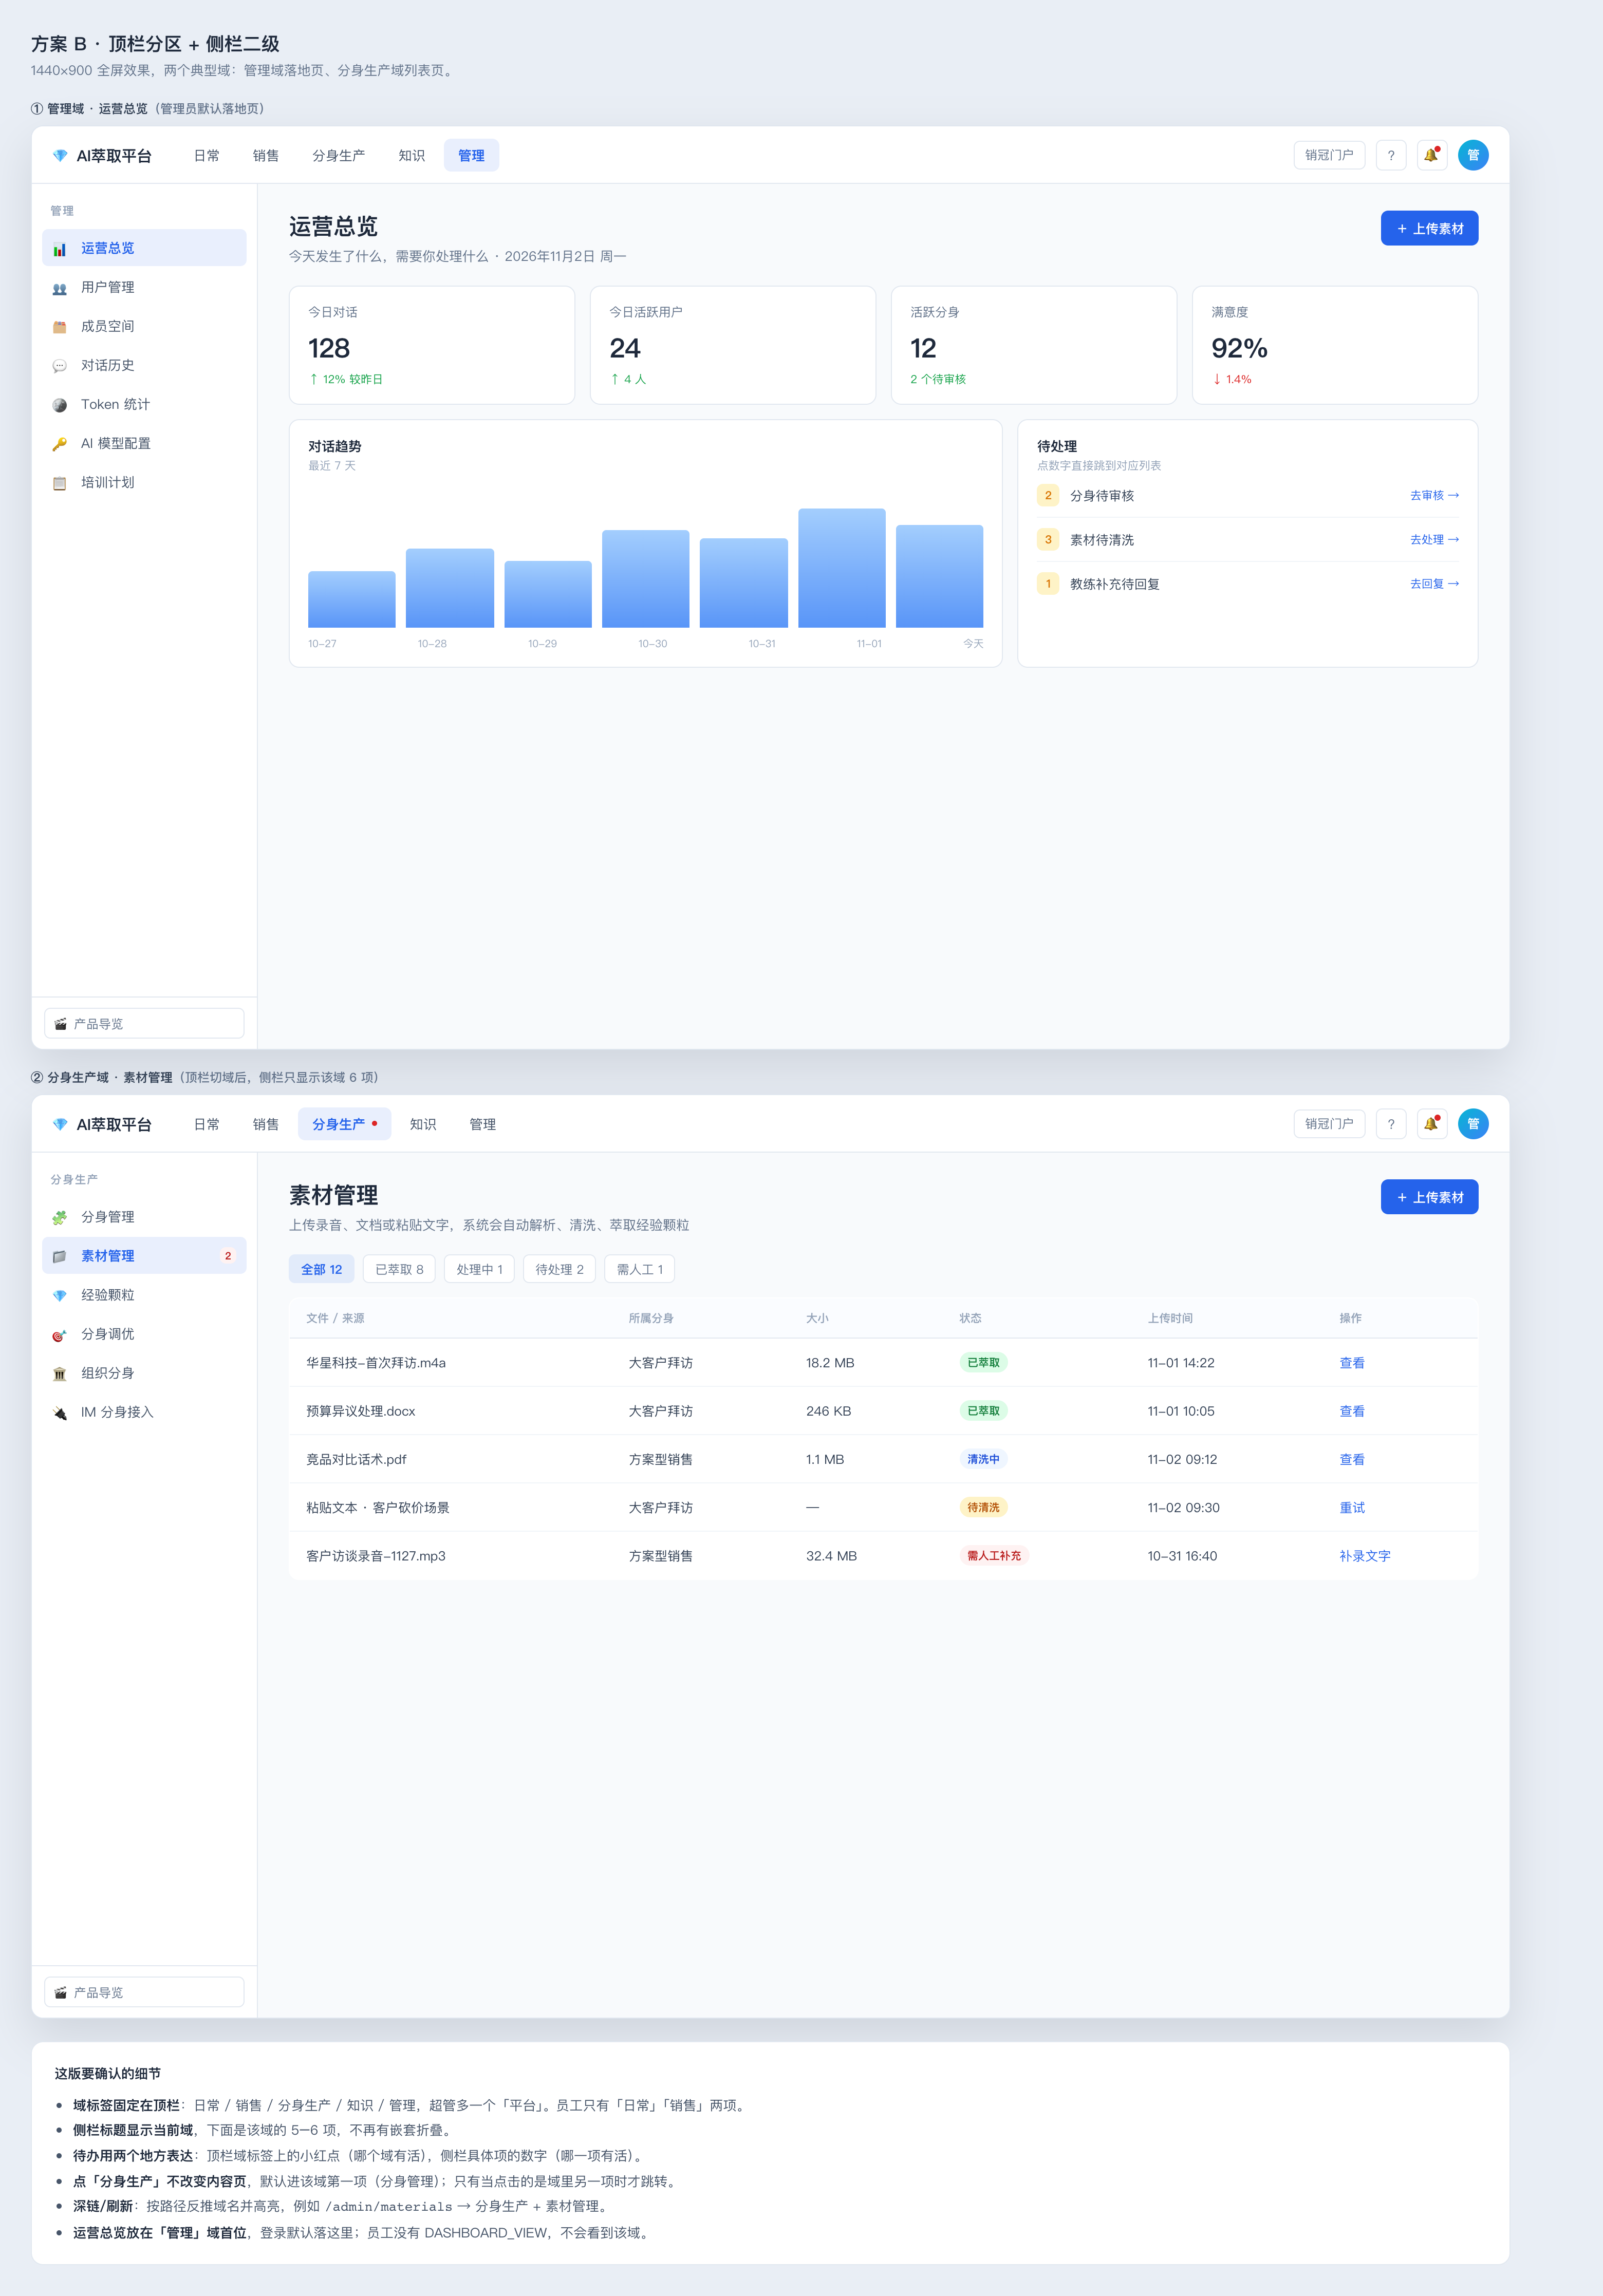 方案 B · 顶栏分区 + 侧栏二级
1440×900 全屏效果，两个典型域：管理域落地页、分身生产域列表页。
① 管理域 · 运营总览（管理员默认落地页）
AI萃取平台 日常 销售 分身生产 知识 管理 销冠门户 ? 管
管理
运营总览
用户管理
成员空间
对话历史
Token 统计
AI 模型配置
培训计划
产品导览
运营总览
+ 上传素材
今天发生了什么，需要你处理什么 · 2026年11月2日 周一
今日对话
128
↑ 12% 较昨日
今日活跃用户
24
↑ 4 人
活跃分身
12
2 个待审核
满意度
92%
↓ 1.4%
对话趋势
最近 7 天
10-27 10-28 10-29 10-30 10-31 11-01 今天
待处理
点数字直接跳到对应列表
2 分身待审核 去审核 →
3 素材待清洗 去处理 →
1 教练补充待回复 去回复 →
② 分身生产域 · 素材管理（顶栏切域后，侧栏只显示该域 6 项）
AI萃取平台 日常 销售 分身生产 知识 管理 销冠门户 ? 管
分身生产
分身管理
素材管理 2
经验颗粒
分身调优
组织分身
IM 分身接入
产品导览
素材管理
+ 上传素材
上传录音、文档或粘贴文字，系统会自动解析、清洗、萃取经验颗粒
全部 12 已萃取 8 处理中 1 待处理 2 需人工 1
文件 / 来源 所属分身 大小 状态 上传时间 操作
华星科技-首次拜访.m4a 大客户拜访 18.2 MB 已萃取 11-01 14:22 查看
预算异议处理.docx 大客户拜访 246 KB 已萃取 11-01 10:05 查看
竞品对比话术.pdf 方案型销售 1.1 MB 清洗中 11-02 09:12 查看
粘贴文本 · 客户砍价场景 大客户拜访 — 待清洗 11-02 09:30 重试
客户访谈录音-1127.mp3 方案型销售 32.4 MB 需人工补充 10-31 16:40 补录文字
这版要确认的细节
• 域标签固定在顶栏：日常 / 销售 / 分身生产 / 知识 / 管理，超管多一个「平台」。员工只有「日常」「销售」两项。
• 侧栏标题显示当前域，下面是该域的 5–6 项，不再有嵌套折叠。
• 待办用两个地方表达：顶栏域标签上的小红点（哪个域有活），侧栏具体项的数字（哪一项有活）。
• 点「分身生产」不改变内容页，默认进该域第一项（分身管理）；只有当点击的是域里另一项时才跳转。
• 深链/刷新：按路径反推域名并高亮，例如 /admin/materials → 分身生产 + 素材管理。
• 运营总览放在「管理」域首位，登录默认落这里；员工没有 DASHBOARD_VIEW，不会看到该域。